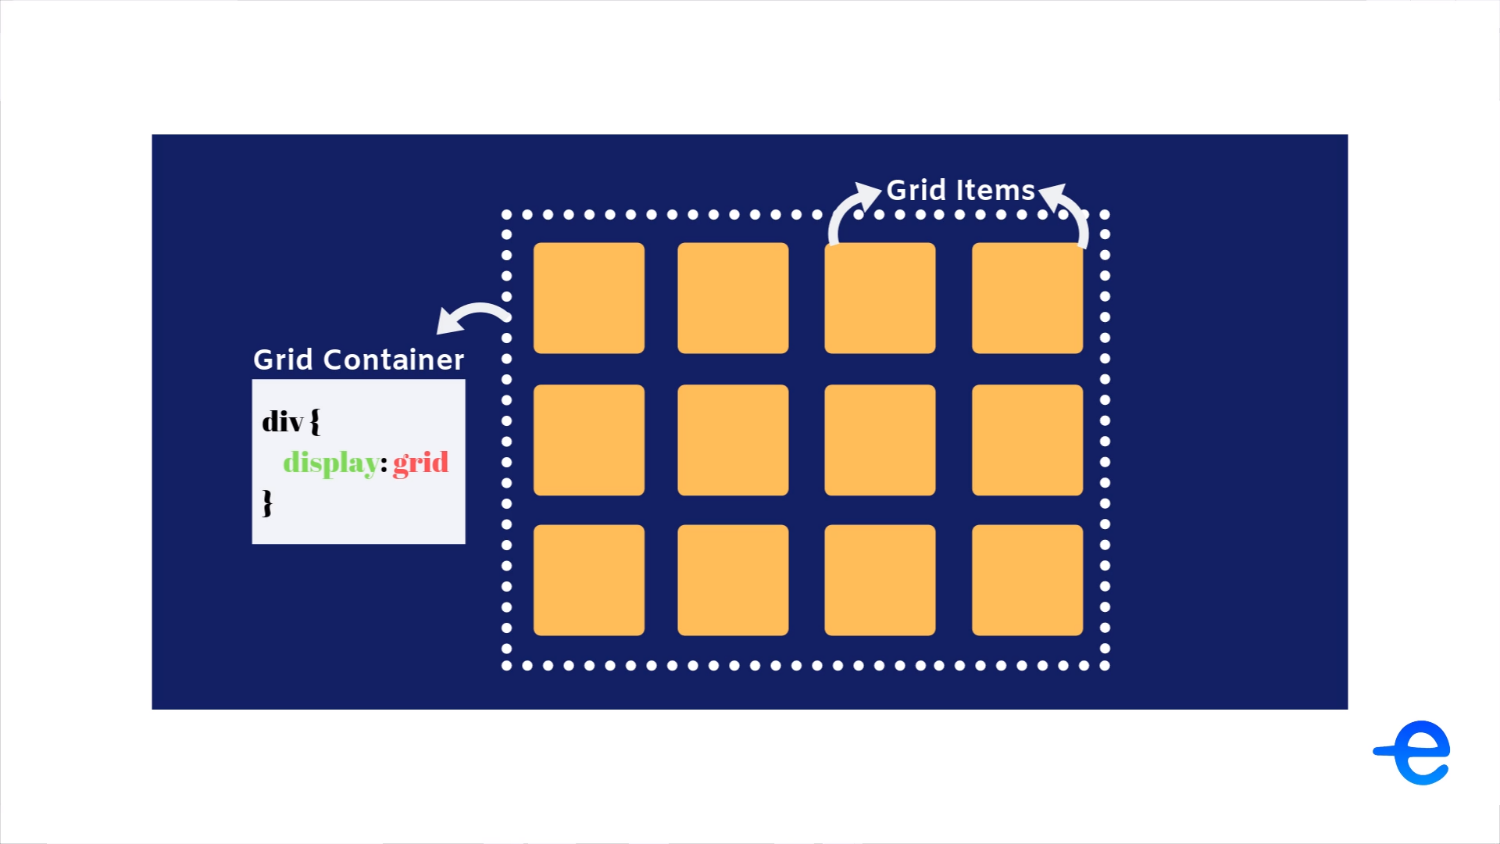 Grid Items
Grid Container
div {
display: grid
}
e